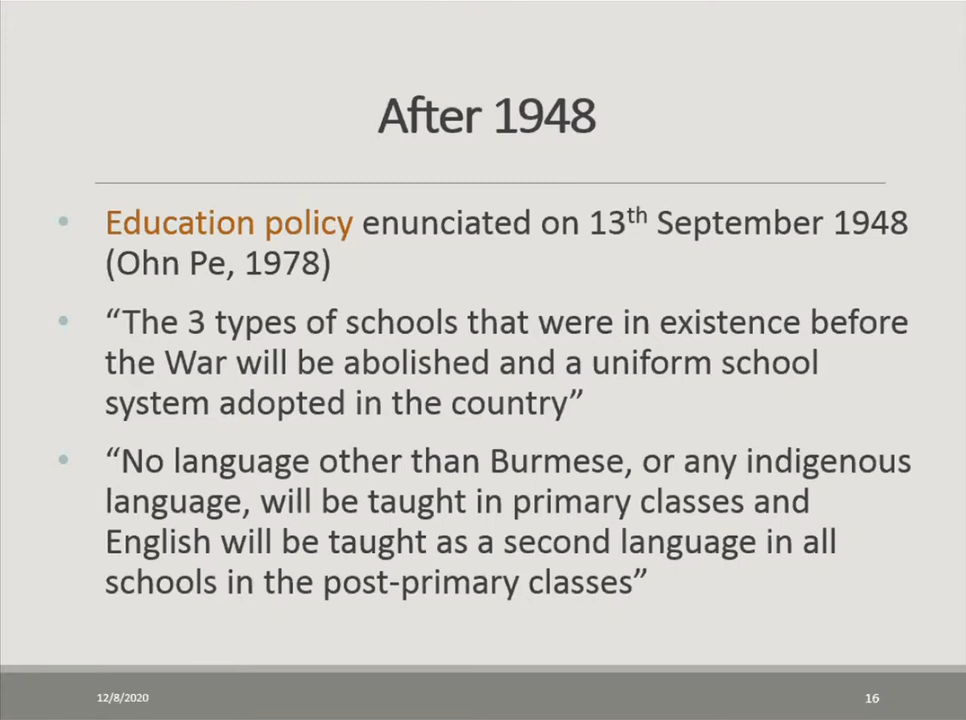 After 1948
• Education policy enunciated on 13th September 1948
(Ohn Pe, 1978)
• “The 3 types of schools that were in existence before
the War will be abolished and a uniform school
system adopted in the country”
• “No language other than Burmese, or any indigenous
language, will be taught in primary classes and
English will be taught as a second language in all
schools in the post-primary classes”
12/8/2020
16